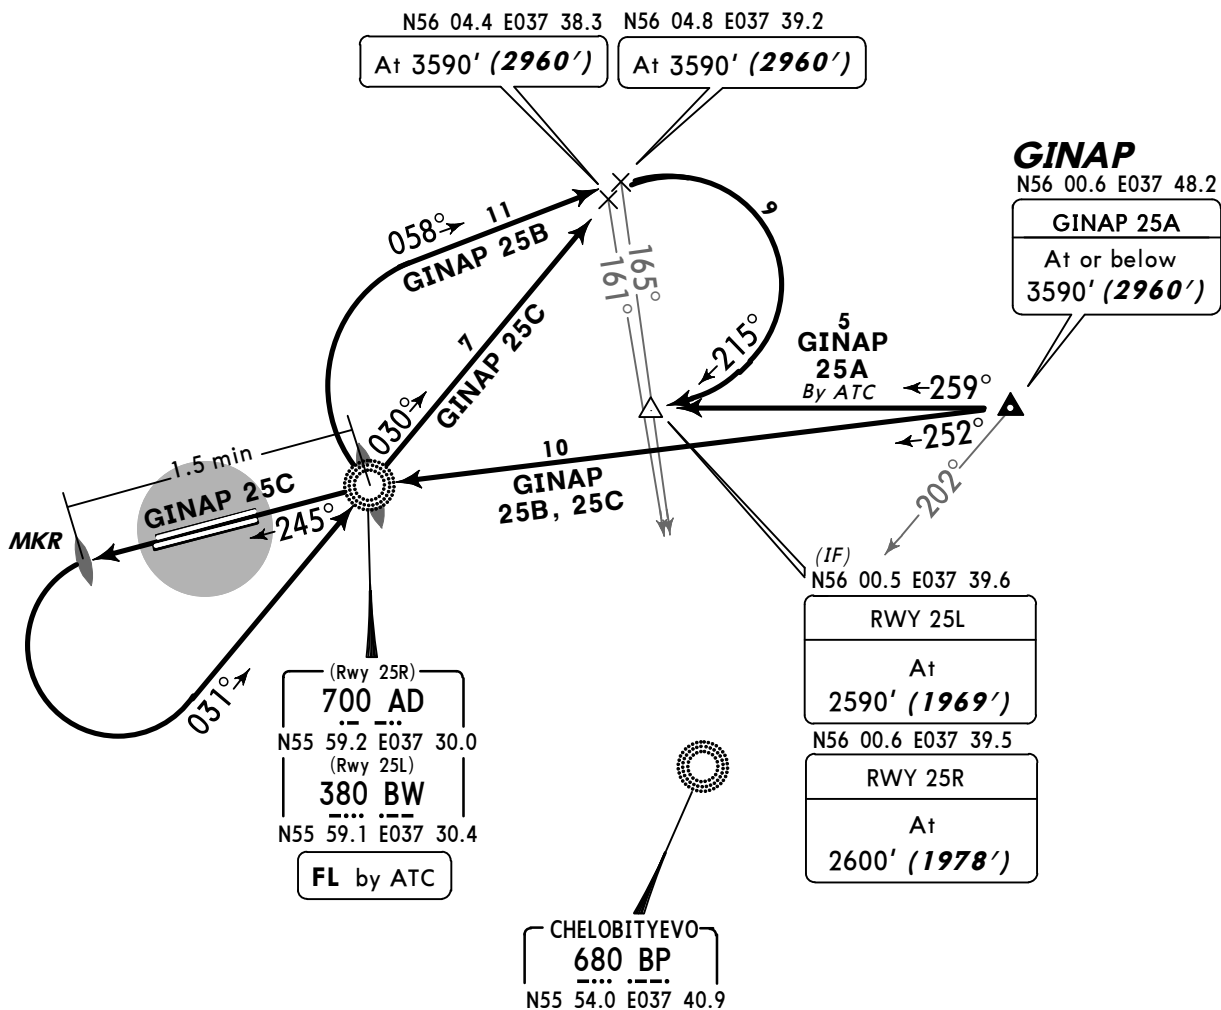 N56 04.4 E037 38.3
At 3590' (2960')
N56 04.8 E037 39.2
At 3590' (2960')
GINAP
N56 00.6 E037 48.2
GINAP 25A
At or below
3590' (2960')
058°
11
GINAP 25B
9
165°
161°
7
GINAP 25C
030°
215°
5
GINAP
25A
By ATC
259°
252°
10
GINAP
25B, 25C
202°
1.5 min
GINAP 25C
245°
MKR
031°
(IF)
N56 00.5 E037 39.6
RWY 25L
At
2590' (1969')
N56 00.6 E037 39.5
RWY 25R
At
2600' (1978')
(Rwy 25R)
700 AD
N55 59.2 E037 30.0
(Rwy 25L)
380 BW
N55 59.1 E037 30.4
FL by ATC
CHELOBITYEVO
680 BP
N55 54.0 E037 40.9